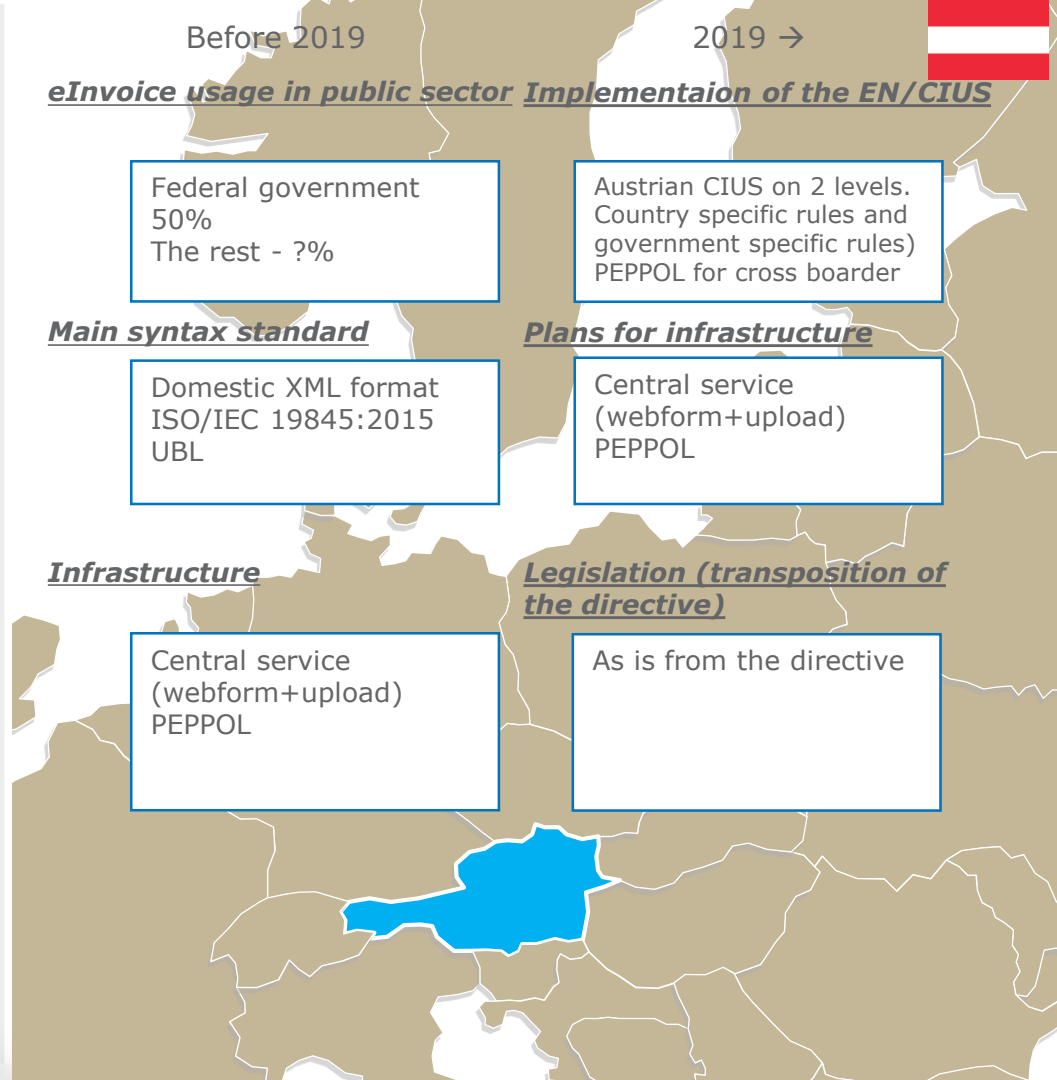 Before 2019
2019 →
eInvoice usage in public sector
Implementaion of the EN/CIUS
Federal government
50%
The rest - ?%
Austrian CIUS on 2 levels.
Country specific rules and
government specific rules)
PEPPOL for cross boarder
Main syntax standard
Plans for infrastructure
Domestic XML format
ISO/IEC 19845:2015
UBL
Central service
(webform+upload)
PEPPOL
Infrastructure
Legislation (transposition of
the directive)
Central service
(webform+upload)
PEPPOL
As is from the directive